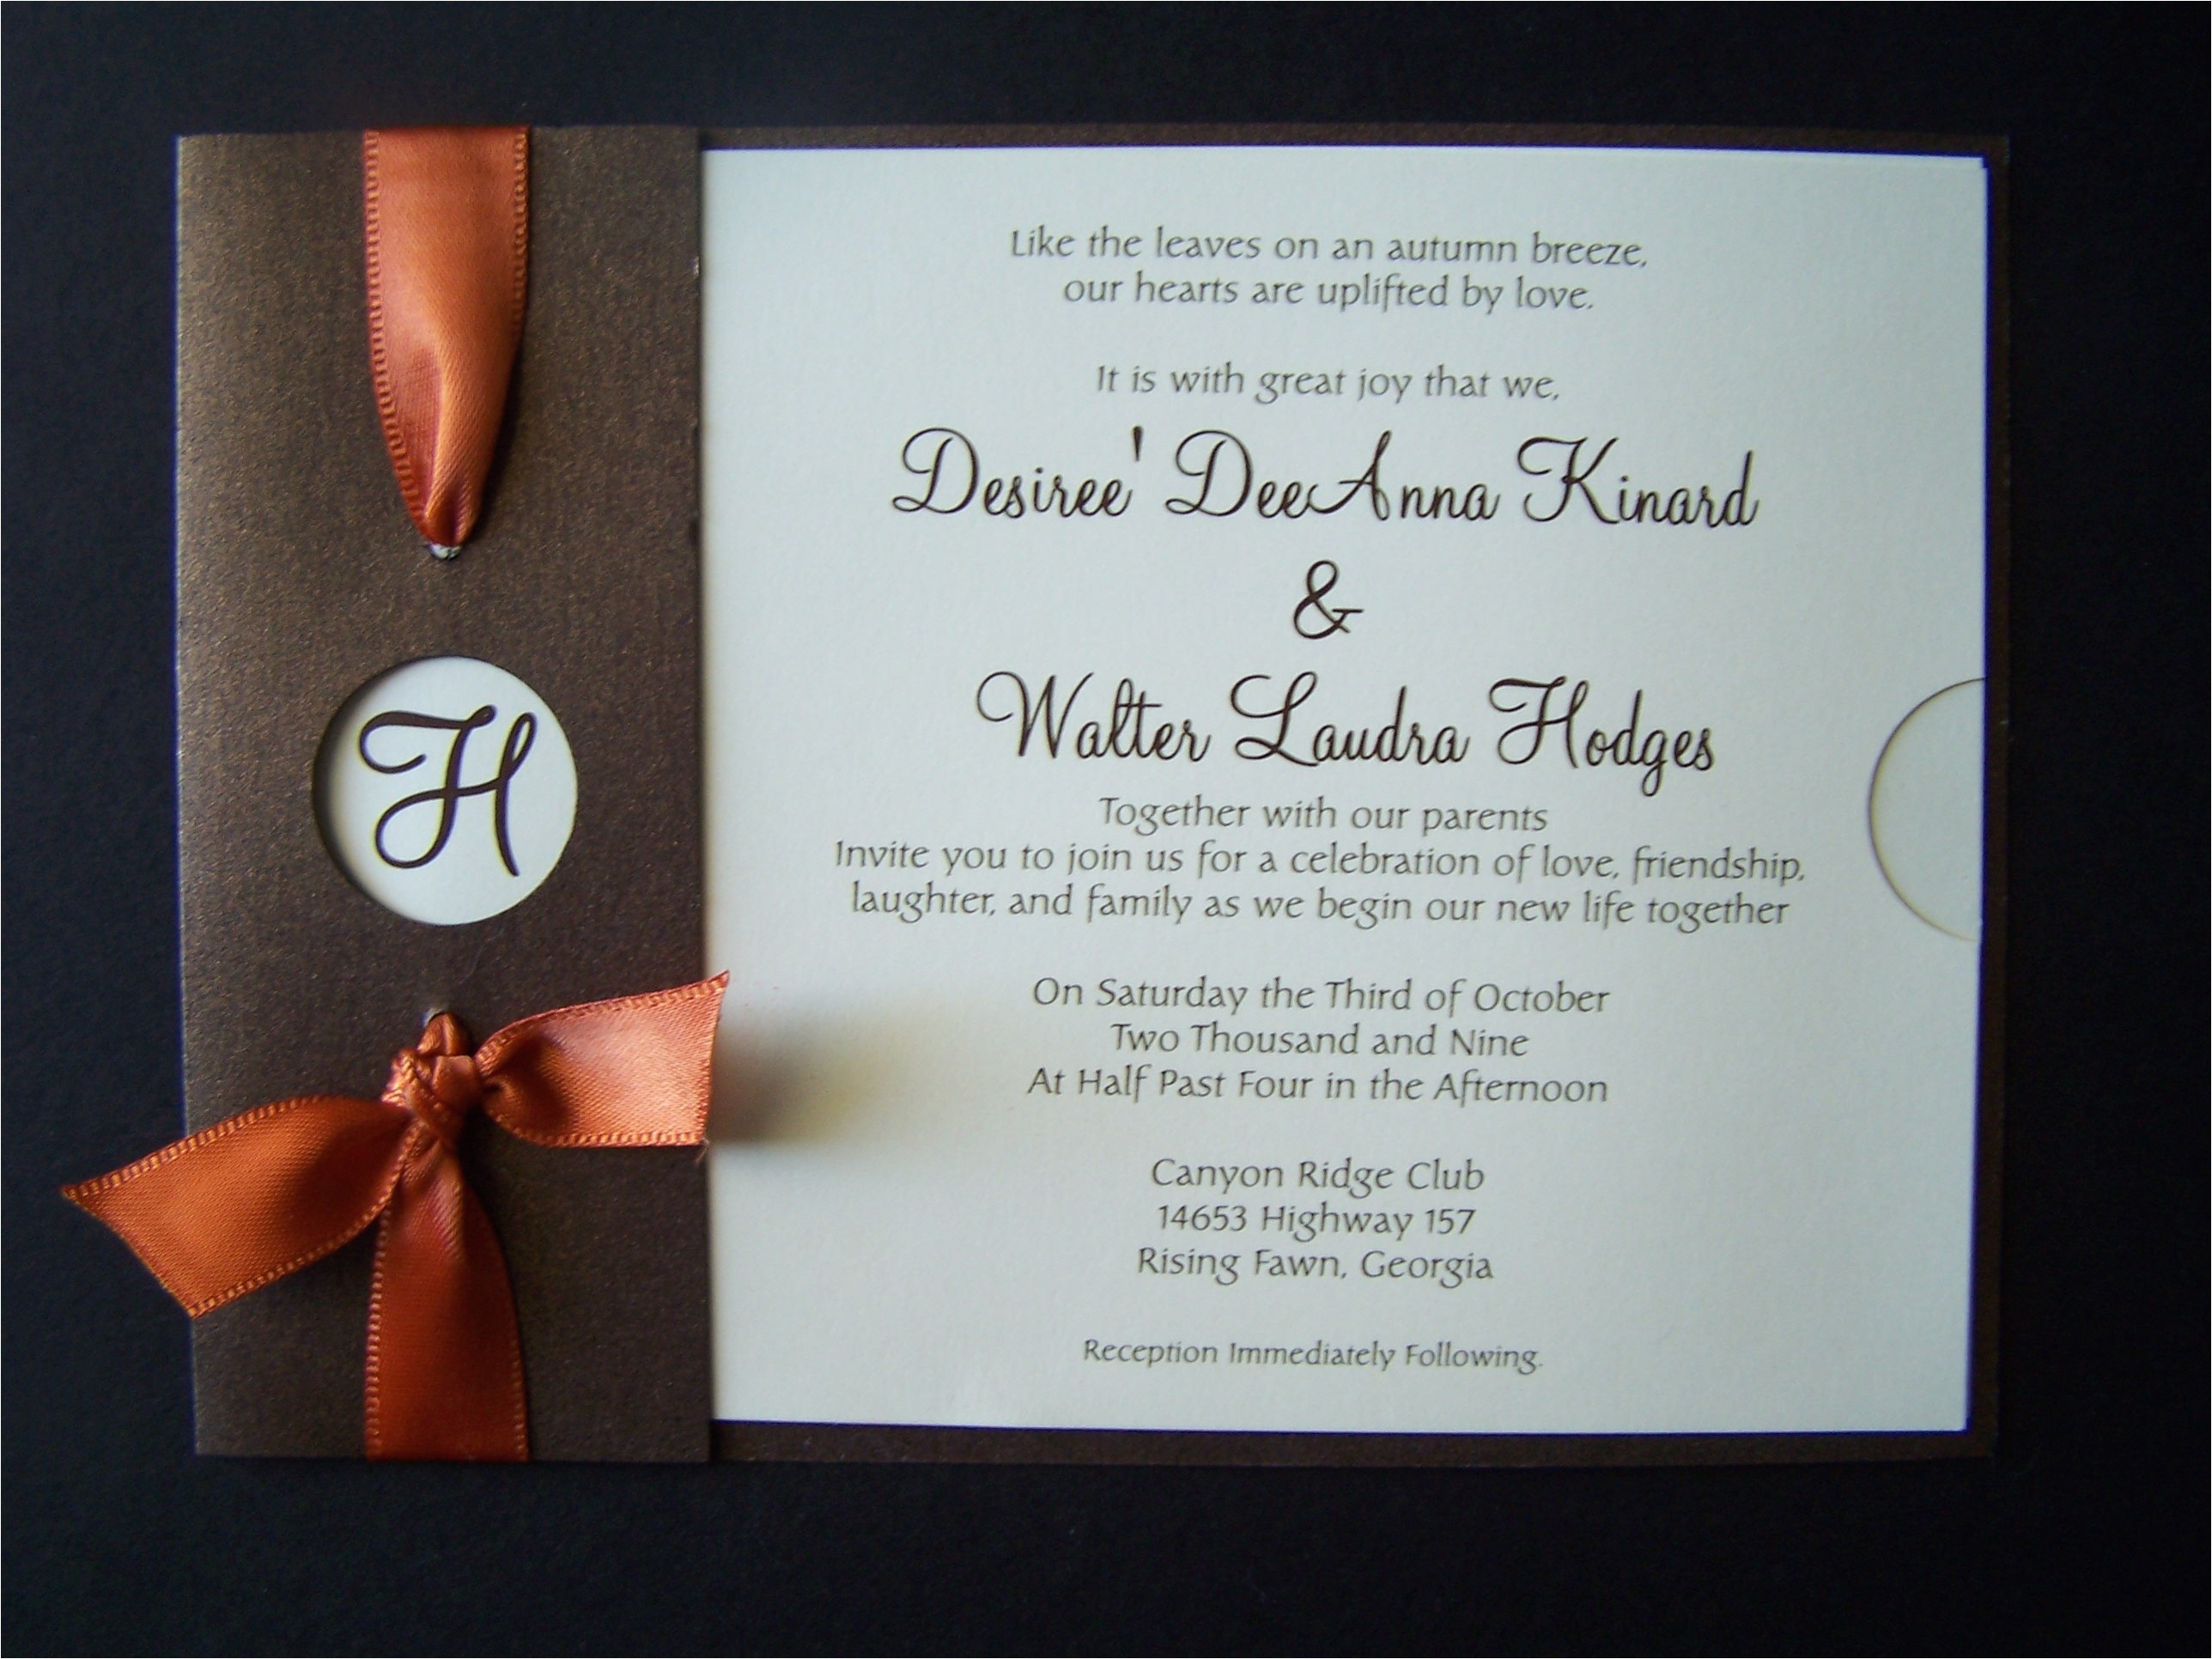 H
Like the leaves on an autumn breeze,
our hearts are uplifted by love.
It is with great joy that we,
Desiree' DeeAnna Kinard
&
Walter Laudra Hodges
Together with our parents
Invite you to join us for a celebration of love, friendship,
laughter, and family as we begin our new life together
On Saturday the Third of October
Two Thousand and Nine
At Half Past Four in the Afternoon
Canyon Ridge Club
14653 Highway 157
Rising Fawn, Georgia
Reception Immediately Following.